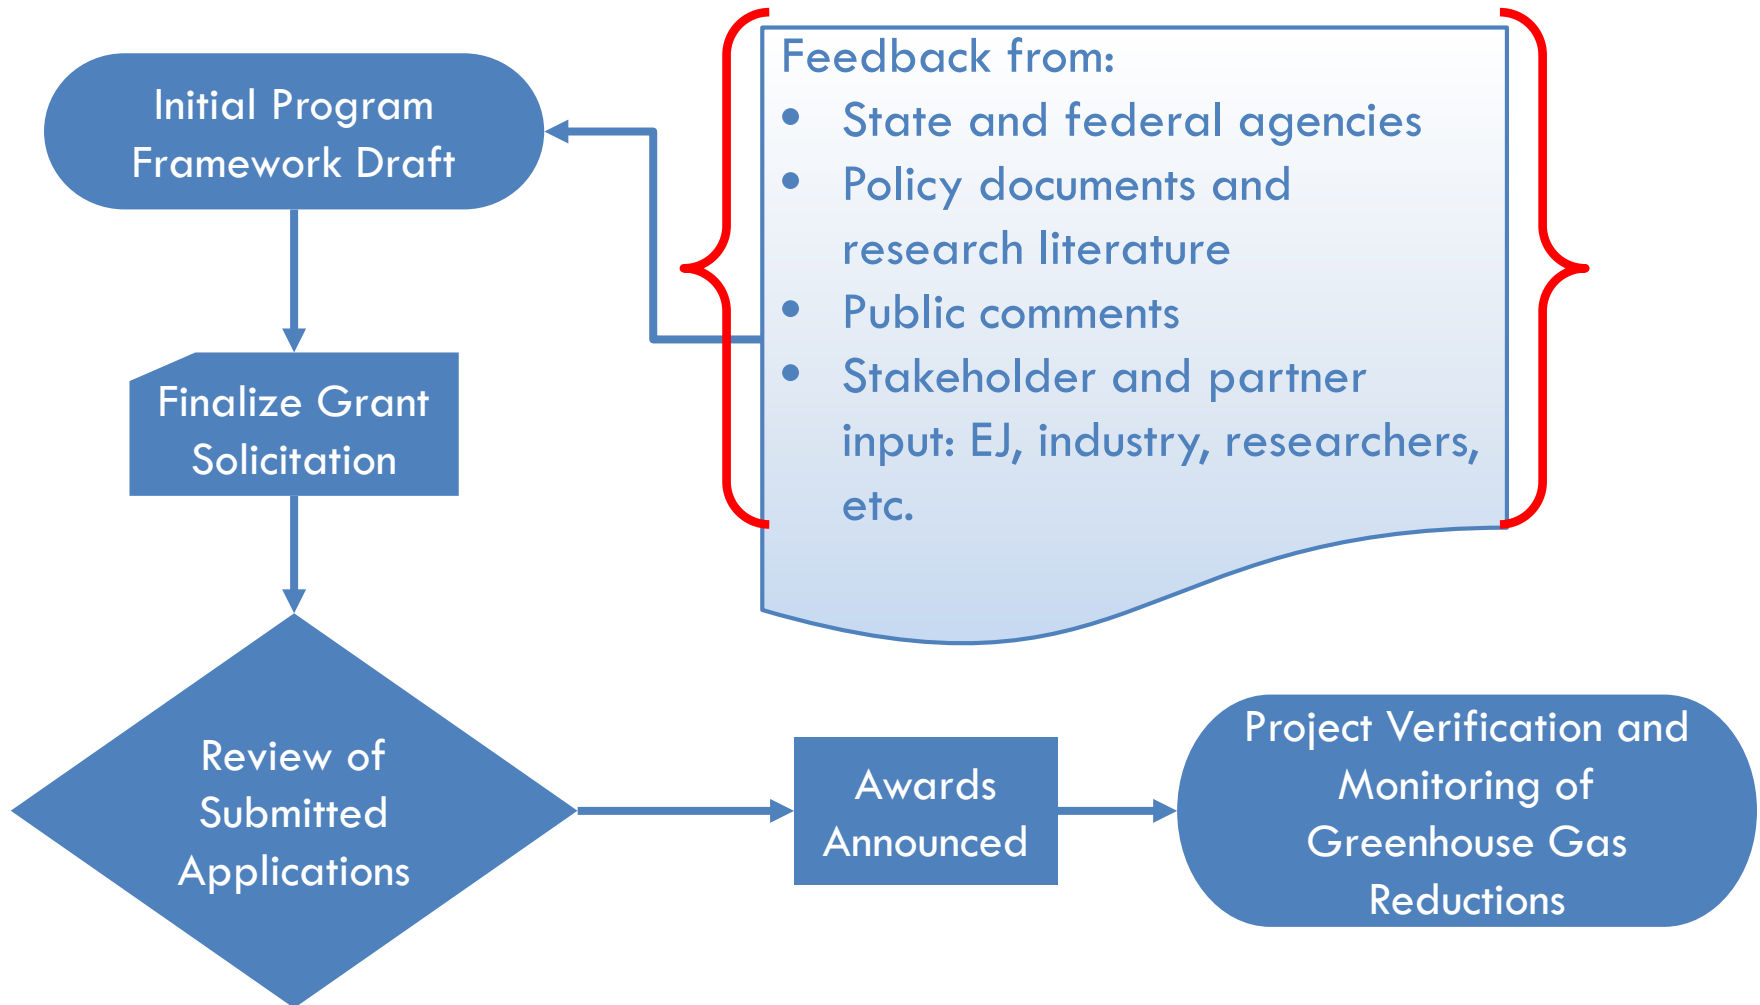 Initial Program
Framework Draft
Feedback from:
• State and federal agencies
• Policy documents and
research literature
• Public comments
• Stakeholder and partner
input: EJ, industry, researchers,
etc.
Finalize Grant
Solicitation
Review of
Submitted
Applications
Awards
Announced
Project Verification and
Monitoring of
Greenhouse Gas
Reductions